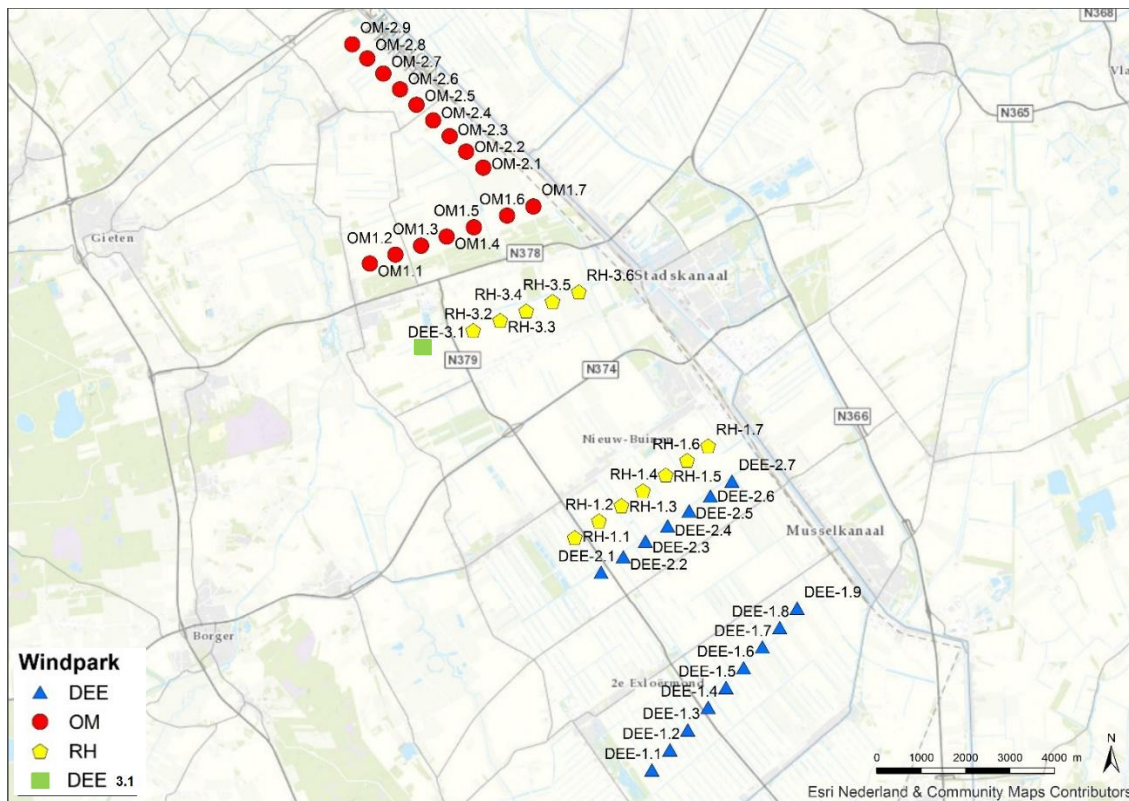 N368
OM-2.9
OM-2.8
OM-2.7
OM-2.6
OM-2.5
OM-2.4
OM-2.3
OM-2.2
OM-2.1
Vla
N365
OM1.7
OM1.6
OM1.5
OM1.3
OM1.2
OM1.4
OM1.1
Gieten
N378
Stadskanaal
RH-3.6
RH-3.5
RH-3.4
RH-3.2
RH-3.3
DEE-3.1
N379
N374
N366
RH-1.7
Nieuw-Buinen
RH-1.6
RH-1.4
RH-1.5
DEE-2.7
DEE-2.6
RH-1.2
RH-1.3
DEE-2.5
DEE-2.4
Musselkanaal
RH-1.1
DEE-2.3
DEE-2.1
DEE-2.2
DEE-1.9
DEE-1.8
DEE-1.7
Borger
DEE-1.6
DEE-1.5
2e Exloërmond
DEE-1.4
DEE-1.3
DEE-1.2
DEE-1.1
Windpark
DEE
OM
RH
DEE 3.1
N
0 1000 2000 3000 4000 m
Esri Nederland & Community Maps Contributors